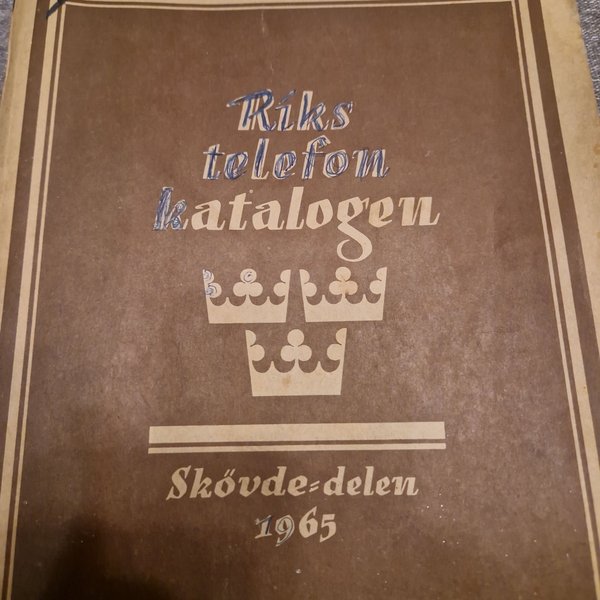 Riks
telefon
katalogen
Skövde=delen
1965